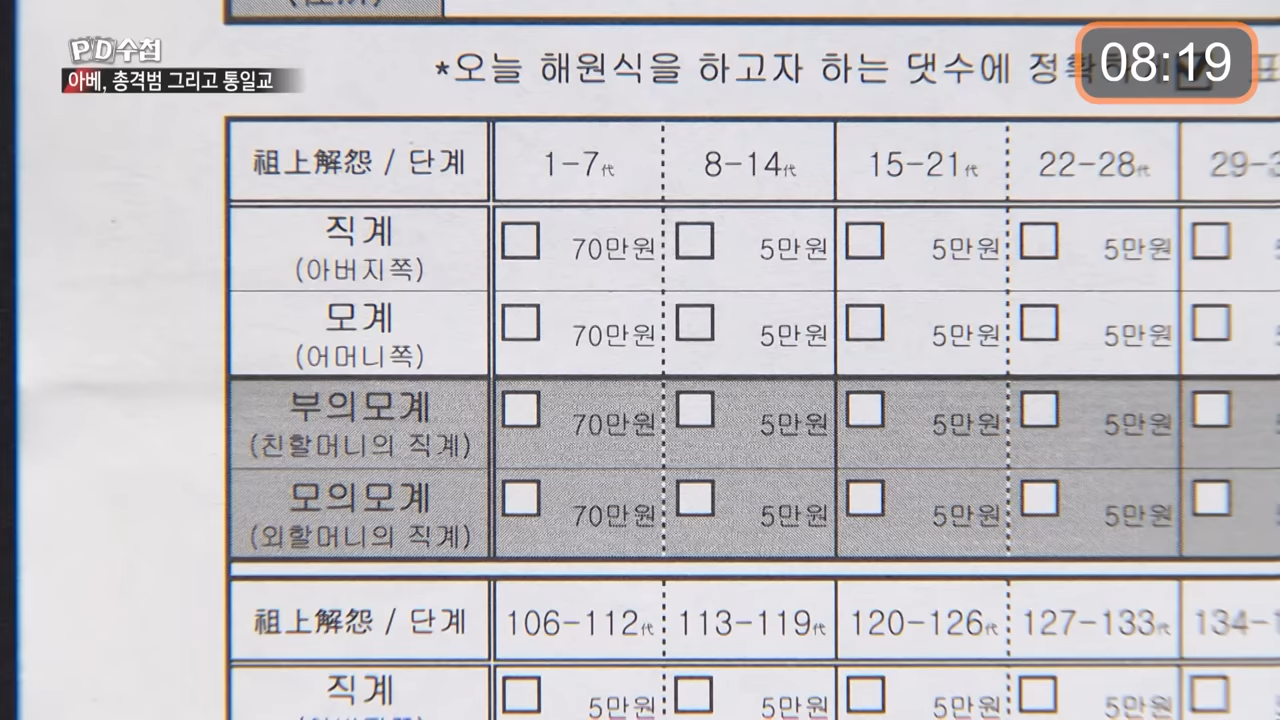 (住所)
PD수첩
아베, 총격범 그리고 통일교
08:19
*오늘 해원식을 하고자 하는 댓수에 정확
祖上解怨 / 단계 1-7代 8-14代 15-21代 22-28代 29-
직계 70만원 5만원 5만원 5만원
(아버지쪽)
모계 70만원 5만원 5만원 5만원
(어머니쪽)
부의모계 70만원 5만원 5만원 5만원
(친할머니의 직계)
모의모계 70만원 5만원 5만원 5만원
(외할머니의 직계)
祖上解怨 / 단계 106-112代 113-119代 120-126代 127-133代 134-
직계 5만원 5만원 5만원 5만원